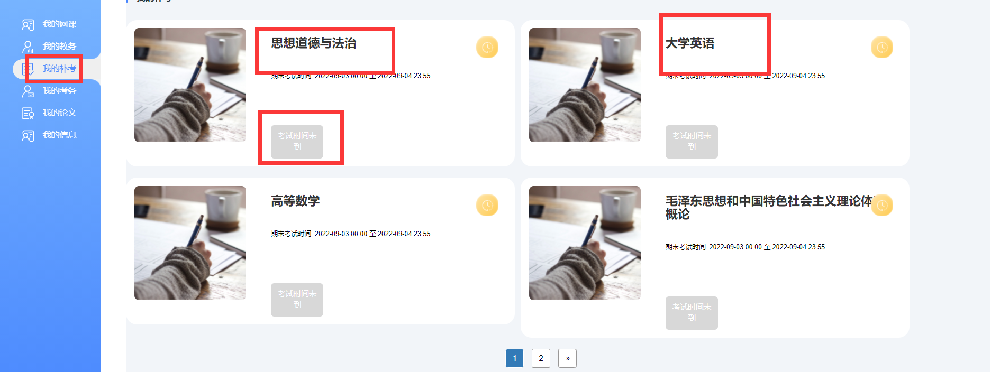 我的网课
我的教务
我的补考
我的考务
我的论文
我的信息
思想道德与法治
期末考试时间: 2022-09-03 00:00 至 2022-09-04 23:55
考试时间未
到
大学英语
期末考试时间: 2022-09-03 00:00 至 2022-09-04 23:55
考试时间未
到
高等数学
期末考试时间: 2022-09-03 00:00 至 2022-09-04 23:55
考试时间未
到
毛泽东思想和中国特色社会主义理论体
概论
期末考试时间: 2022-09-03 00:00 至 2022-09-04 23:55
考试时间未
到
1 2 »